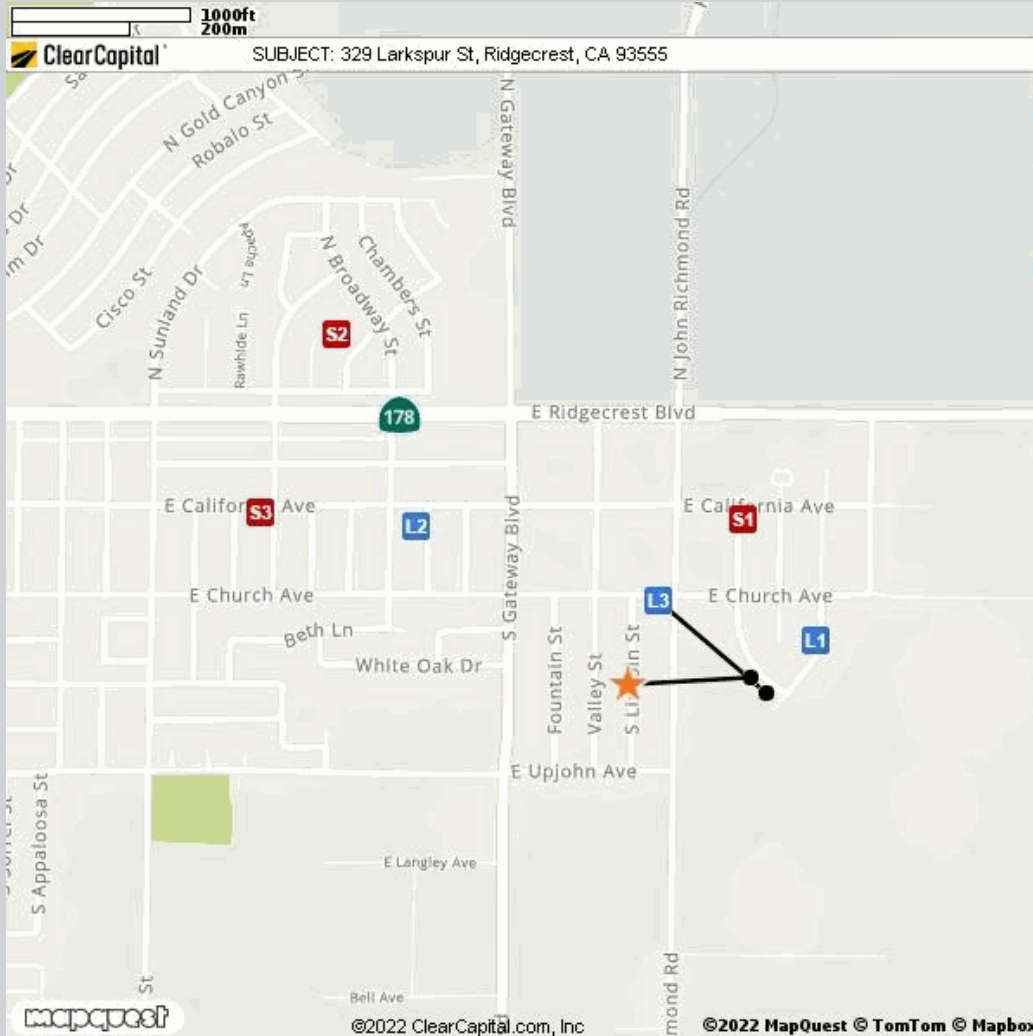 1000ft
200m
ClearCapital
SUBJECT: 329 Larkspur St, Ridgecrest, CA 93555
N Gold Canyon
Robalo St
N Gateway Blvd
Dr
Dr
Dr
Cisco St
N Sunland Dr
Apache Ln
Rawhide Ln
N Broadway St
Chambers St
N John Richmond Rd
S2
178
E Ridgecrest Blvd
E California Ave
S3
L2
S Gateway Blvd
E California Ave
S1
E Church Ave
L3
E Church Ave
Beth Ln
White Oak Dr
Fountain St
Valley St
L1
E Upjohn Ave
S Appaloosa St
E Langley Ave
St
Bell Ave
mond Rd
mapquest
©2022 ClearCapital.com, Inc
©2022 MapQuest © TomTom © Mapbox